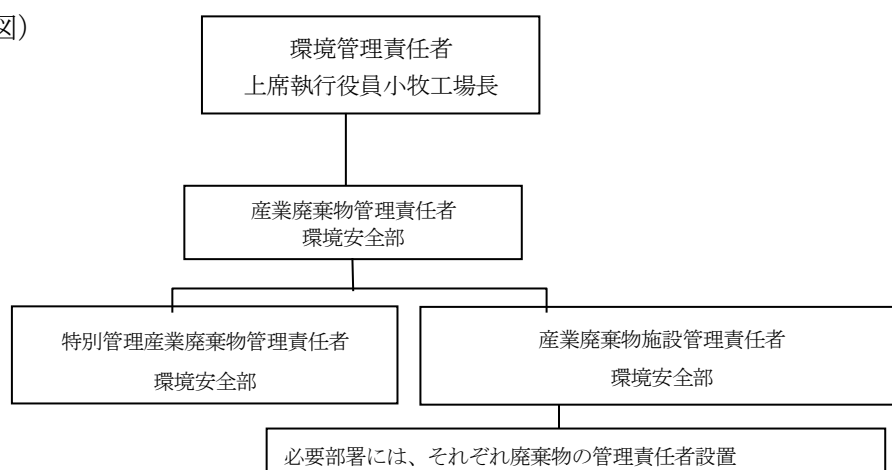 図)
環境管理責任者
上席執行役員小牧工場長
産業廃棄物管理責任者
環境安全部
特別管理産業廃棄物管理責任者
環境安全部
産業廃棄物施設管理責任者
環境安全部
必要部署には、それぞれ廃棄物の管理責任者設置